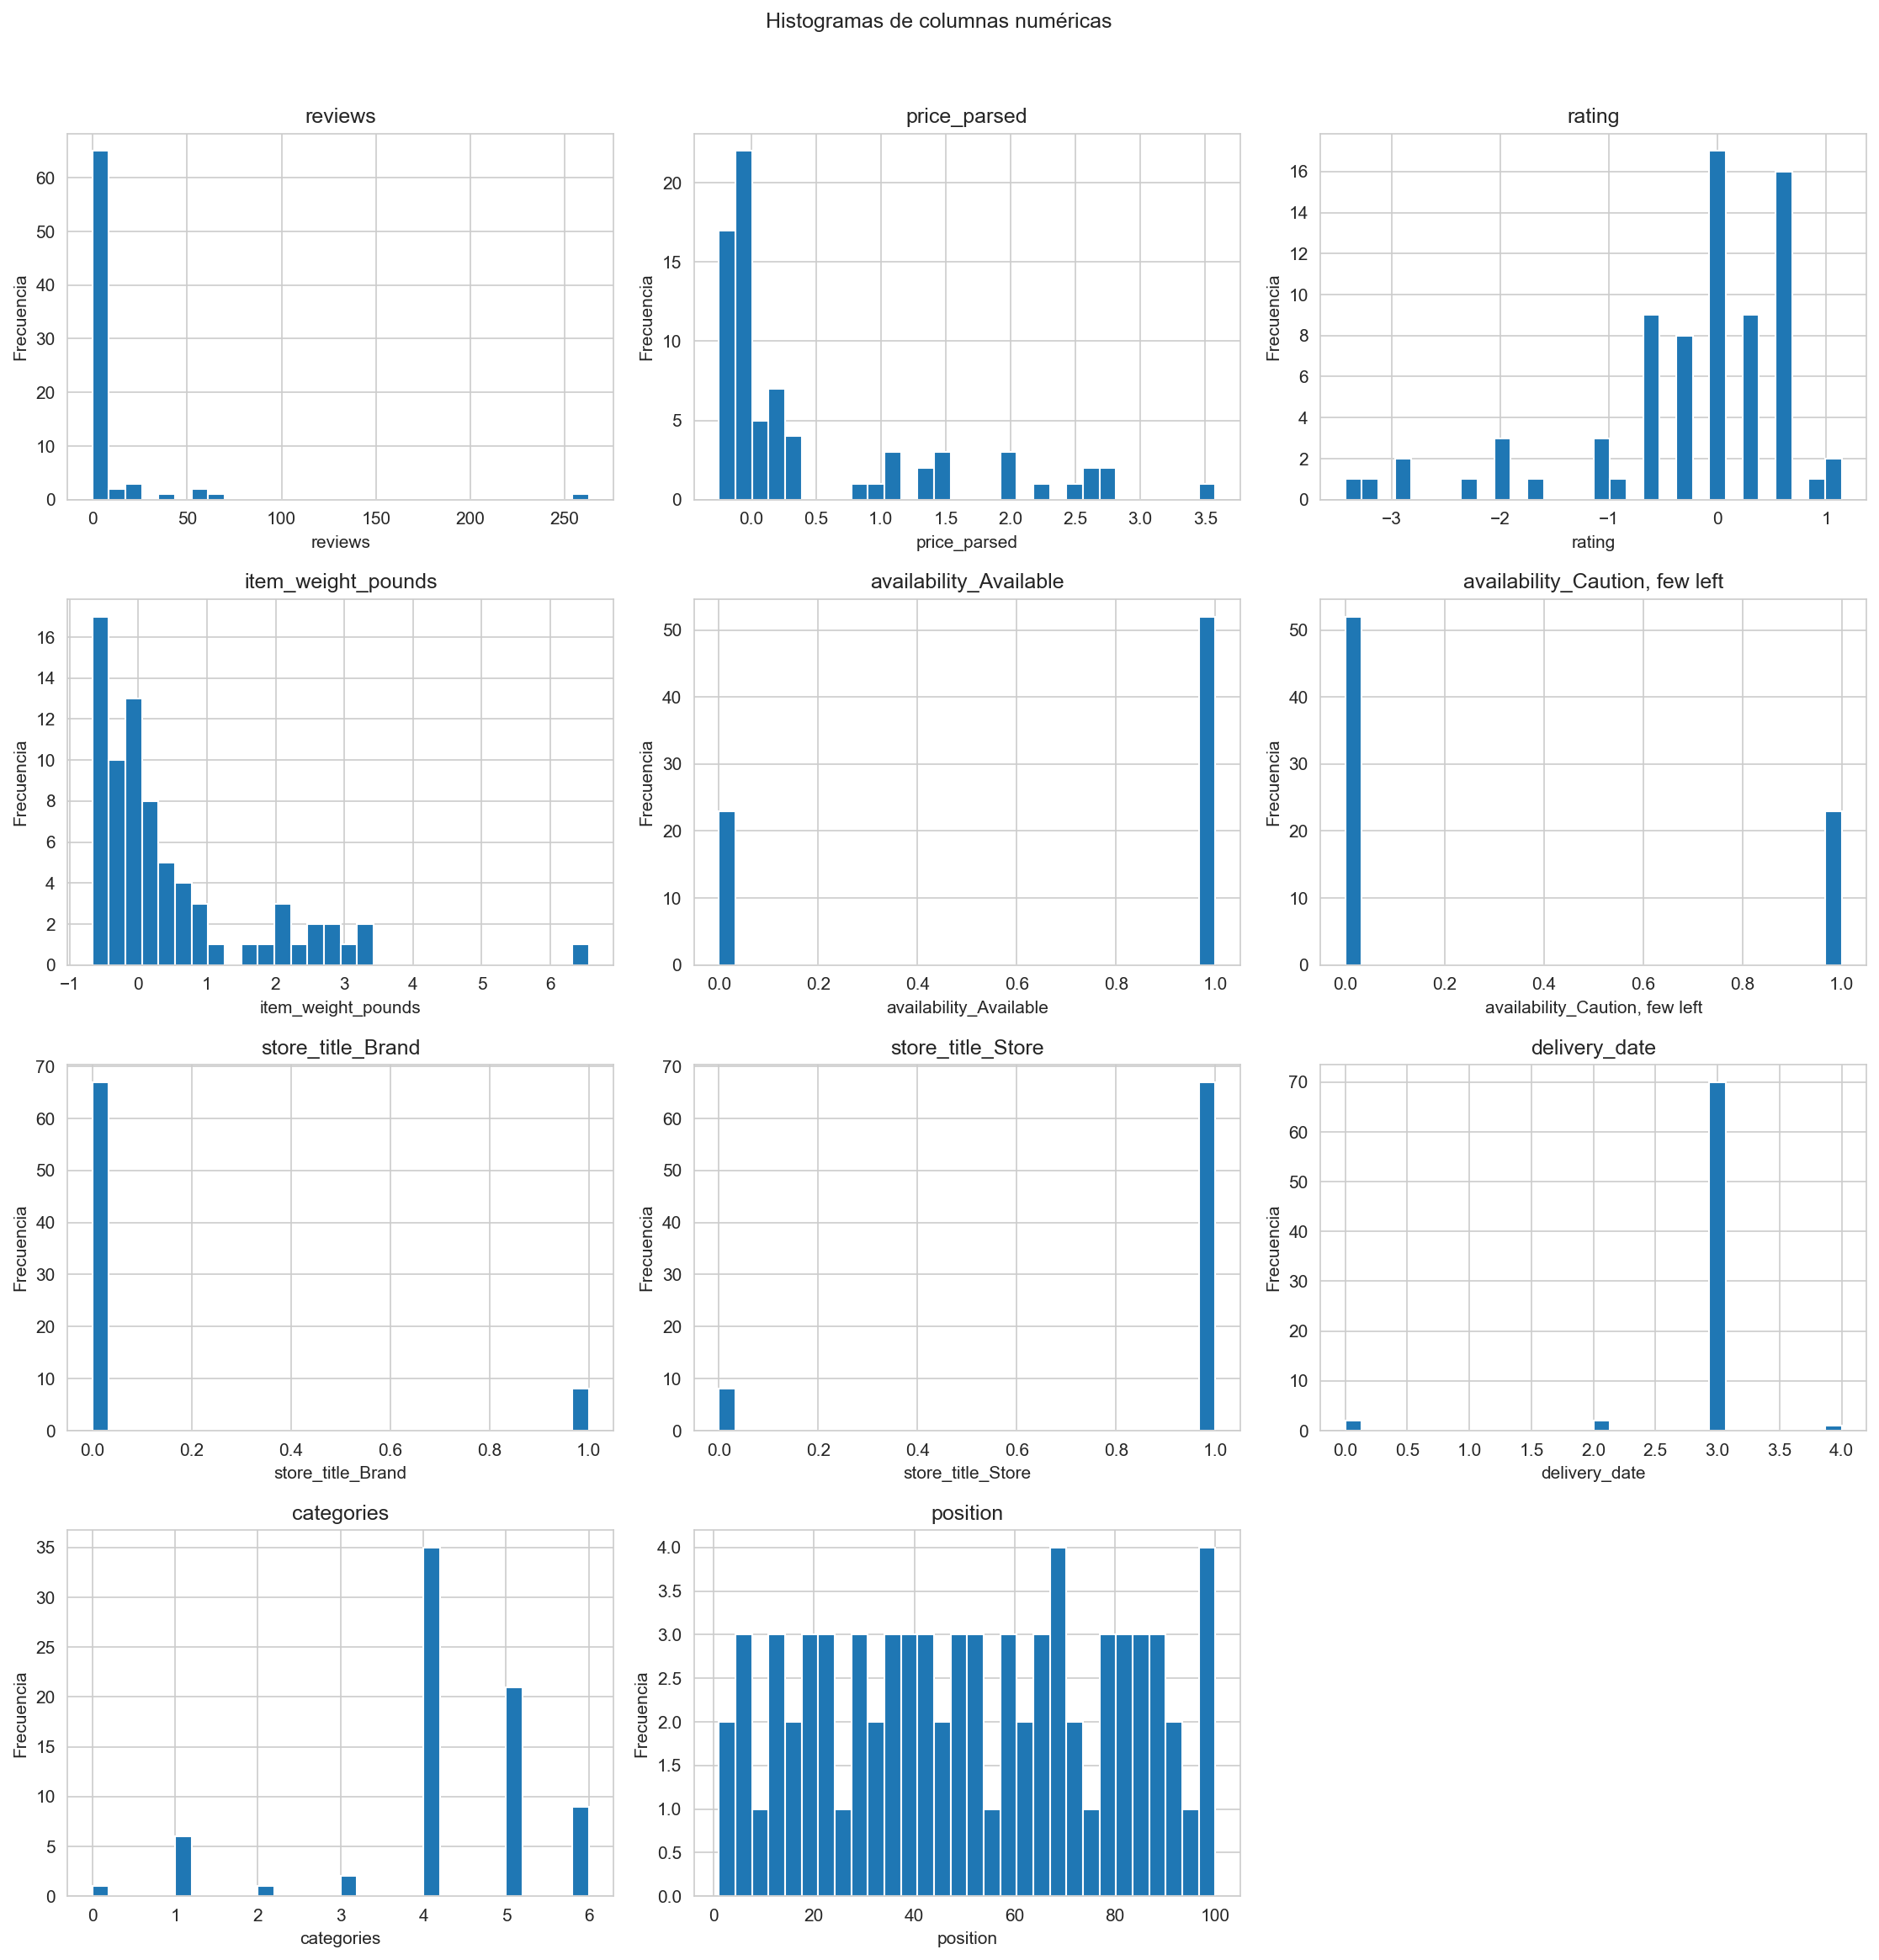 Histogramas de columnas numéricas
reviews
Frecuencia
60
50
40
30
20
10
0
0 50 100 150 200 250
reviews
price_parsed
Frecuencia
20
15
10
5
0
0.0 0.5 1.0 1.5 2.0 2.5 3.0 3.5
price_parsed
rating
Frecuencia
16
14
12
10
8
6
4
2
0
−3 −2 −1 0 1
rating
item_weight_pounds
Frecuencia
16
14
12
10
8
6
4
2
0
−1 0 1 2 3 4 5 6
item_weight_pounds
availability_Available
Frecuencia
50
40
30
20
10
0
0.0 0.2 0.4 0.6 0.8 1.0
availability_Available
availability_Caution, few left
Frecuencia
50
40
30
20
10
0
0.0 0.2 0.4 0.6 0.8 1.0
availability_Caution, few left
store_title_Brand
Frecuencia
70
60
50
40
30
20
10
0
0.0 0.2 0.4 0.6 0.8 1.0
store_title_Brand
store_title_Store
Frecuencia
70
60
50
40
30
20
10
0
0.0 0.2 0.4 0.6 0.8 1.0
store_title_Store
delivery_date
Frecuencia
70
60
50
40
30
20
10
0
0.0 0.5 1.0 1.5 2.0 2.5 3.0 3.5 4.0
delivery_date
categories
Frecuencia
35
30
25
20
15
10
5
0
0 1 2 3 4 5 6
categories
position
Frecuencia
4.0
3.5
3.0
2.5
2.0
1.5
1.0
0.5
0.0
0 20 40 60 80 100
position